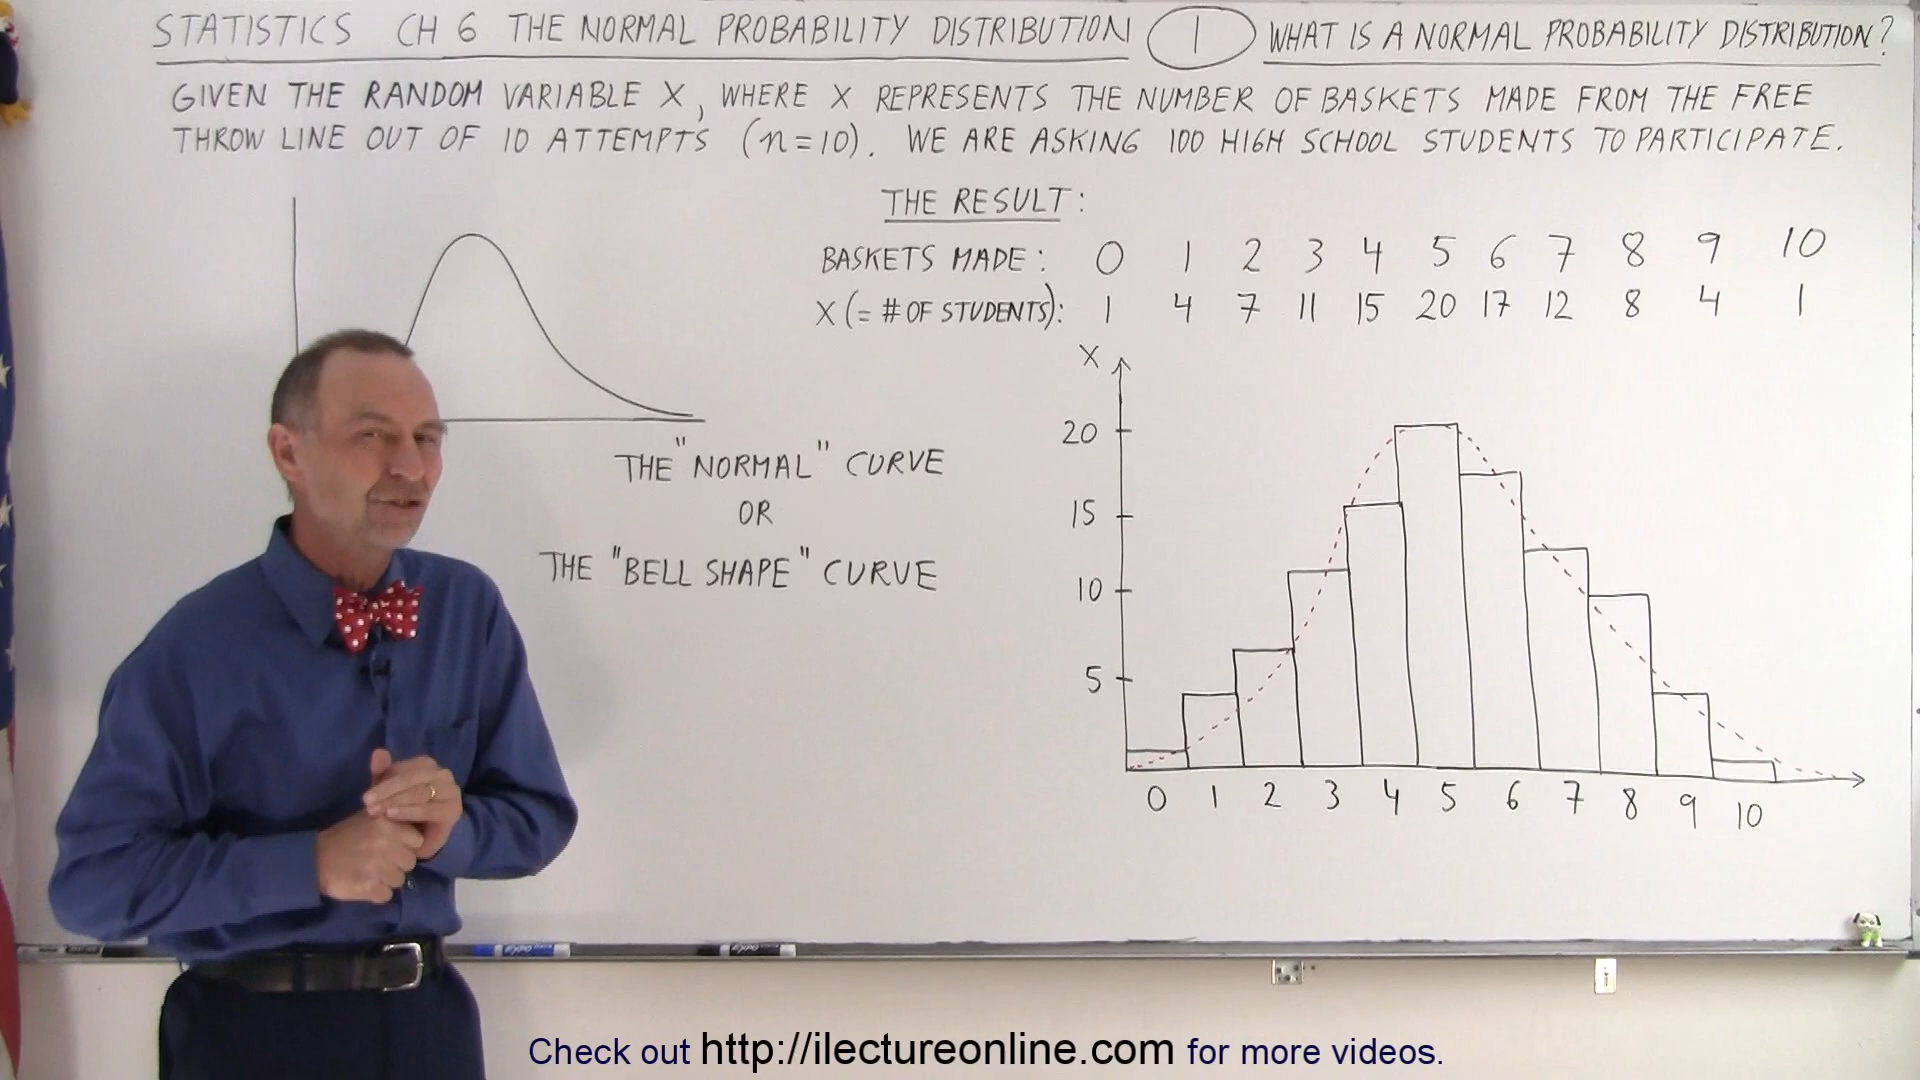 STATISTICS CH 6 THE NORMAL PROBABILITY DISTRIBUTION 1 WHAT IS A NORMAL PROBABILITY DISTRIBUTION?
GIVEN THE RANDOM VARIABLE X, WHERE X REPRESENTS THE NUMBER OF BASKETS MADE FROM THE FREE
THROW LINE OUT OF 10 ATTEMPTS (n=10). WE ARE ASKING 100 HIGH SCHOOL STUDENTS TO PARTICIPATE.
THE RESULT:
BASKETS MADE: 0 1 2 3 4 5 6 7 8 9 10
X (= # OF STUDENTS): 1 4 7 11 15 20 17 12 8 4 1
THE "NORMAL" CURVE
OR
THE "BELL SHAPE" CURVE
X
20
15
10
5
0 1 2 3 4 5 6 7 8 9 10
Check out http://ilectureonline.com for more videos.